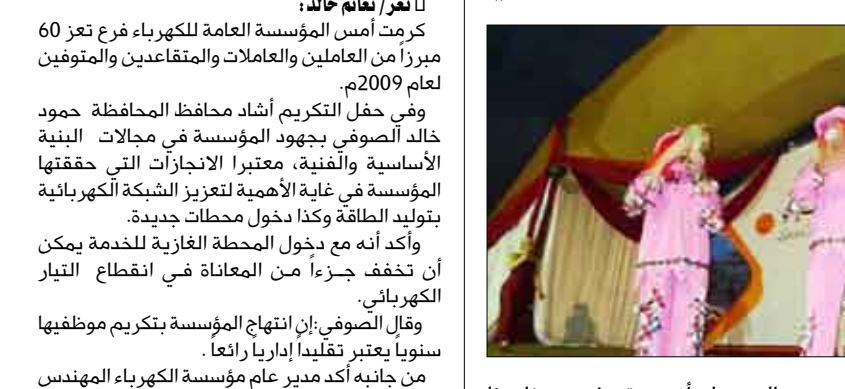 تعز/ نعائم خالد:
كرمت أمس المؤسسة العامة للكهرباء فرع تعز 60
مبرزاً من العاملين والعاملات والمتقاعدين والمتوفين
لعام 2009م.
وفي حفل التكريم أشاد محافظ المحافظة حمود
خالد الصوفي بجهود المؤسسة في مجالات البنية
الأساسية والفنية، معتبرا الانجازات التي حققتها
المؤسسة في غاية الأهمية لتعزيز الشبكة الكهربائية
بتوليد الطاقة وكذا دخول محطات جديدة.
وأكد أنه مع دخول المحطة الغازية للخدمة يمكن
أن تخفف جـزءاً مـن المعاناة فـي انقطاع التيار
الكهربائي.
وقال الصوفي:إن انتهاج المؤسسة بتكريم موظفيها
سنوياً يعتبر تقليداً إدارياً رائعاً .
من جانبه أكد مدير عام مؤسسة الكهرباء المهندس